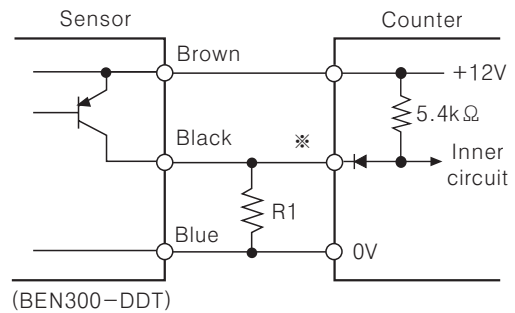 Sensor
Counter
Brown
+12V
5.4kΩ
Black
※
Inner
circuit
R1
Blue
0V
(BEN300-DDT)